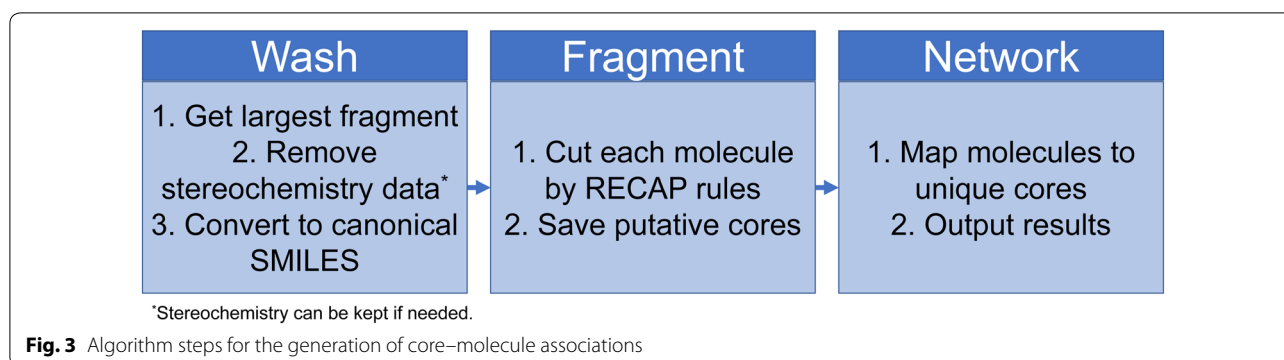 Wash
1. Get largest fragment
2. Remove
stereochemistry data*
3. Convert to canonical
SMILES
Fragment
1. Cut each molecule
by RECAP rules
2. Save putative cores
Network
1. Map molecules to
unique cores
2. Output results
*Stereochemistry can be kept if needed.
Fig. 3 Algorithm steps for the generation of core–molecule associations